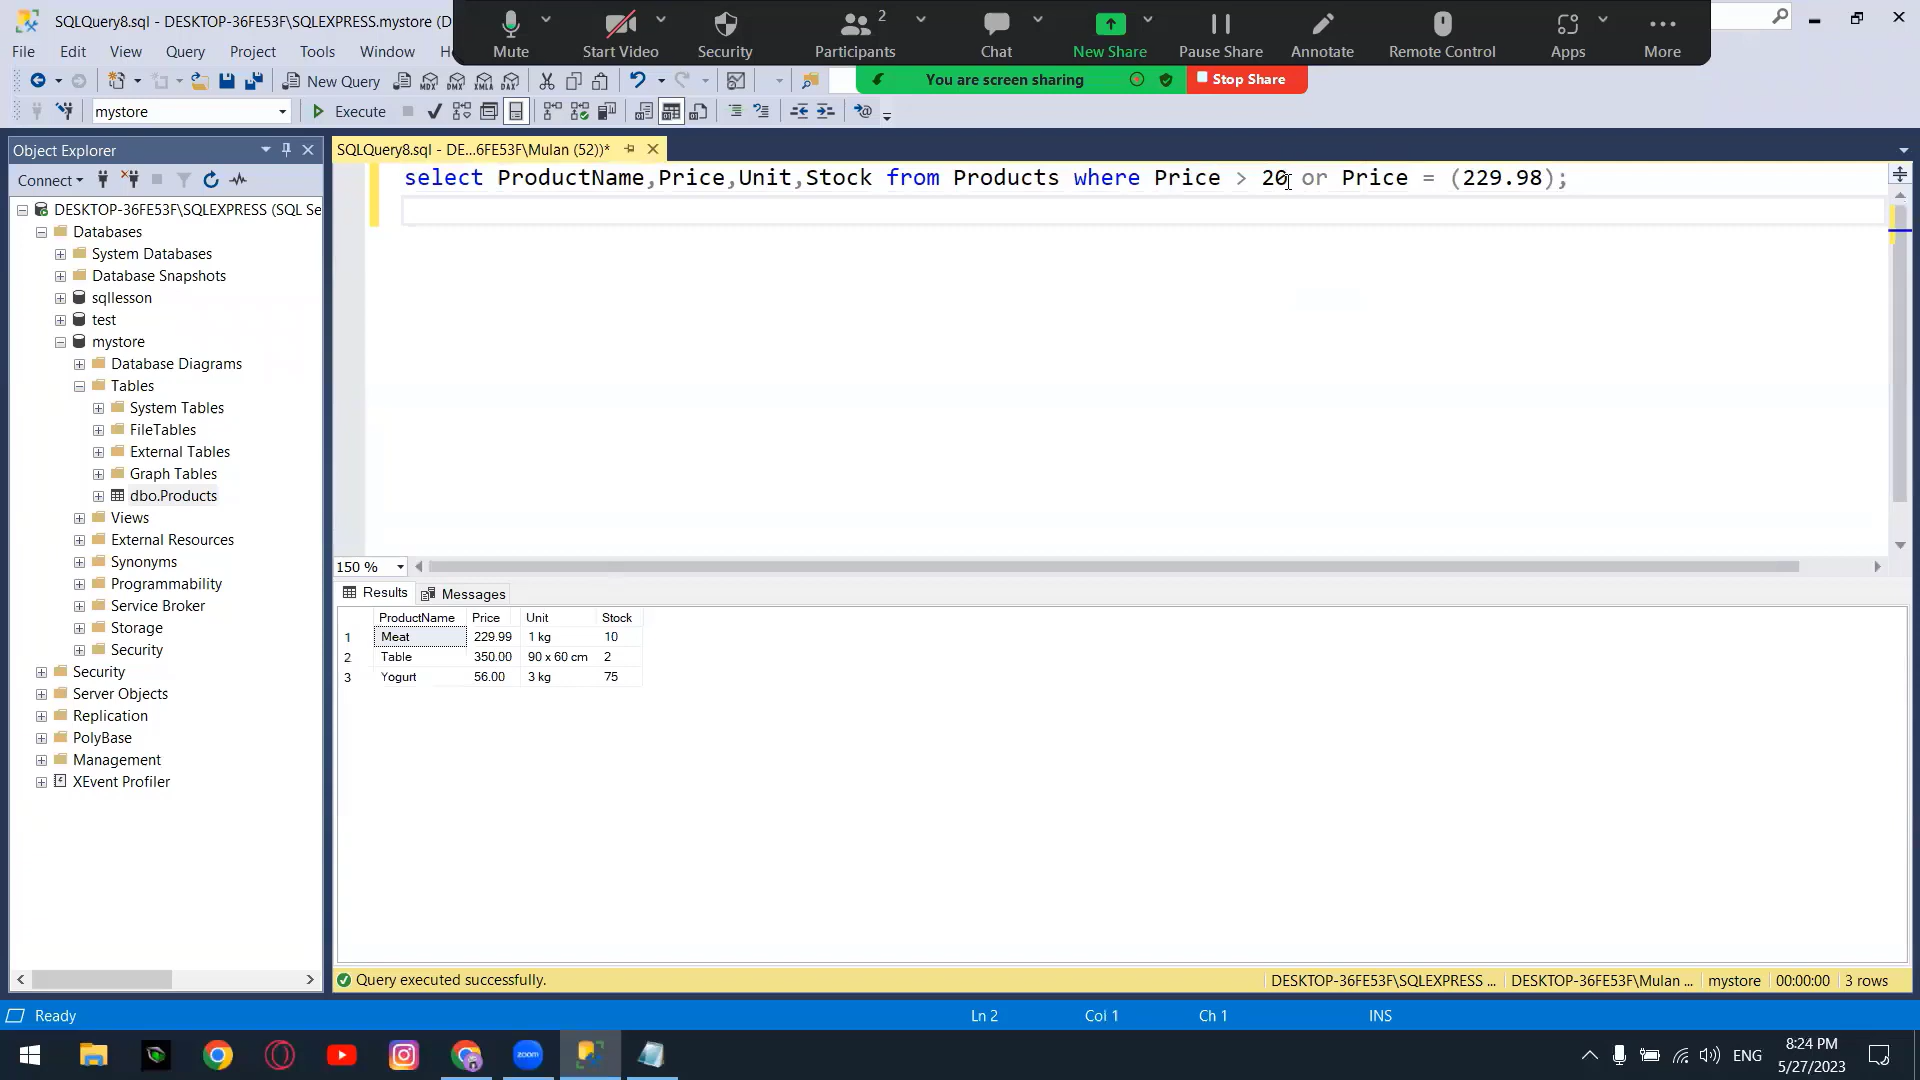 SQLQuery8.sql - DESKTOP-36FE53F\SQLEXPRESS.mystore (D
Mute
Start Video
Security
Participants
2
Chat
New Share
Pause Share
Annotate
Remote Control
Apps
More
You are screen sharing
Stop Share
File Edit View Query Project Tools Window H
New Query
MDX DMX XMLA DAX
mystore
Execute
Object Explorer
SQLQuery8.sql - DE...6FE53F\Mulan (52))*
Connect
select ProductName,Price,Unit,Stock from Products where Price > 20 or Price = (229.98);
DESKTOP-36FE53F\SQLEXPRESS (SQL Se
Databases
System Databases
Database Snapshots
sqllesson
test
mystore
Database Diagrams
Tables
System Tables
FileTables
External Tables
Graph Tables
dbo.Products
Views
External Resources
Synonyms
Programmability
Service Broker
Storage
Security
Security
Server Objects
Replication
PolyBase
Management
XEvent Profiler
150 %
Results Messages
ProductName Price Unit Stock
1 Meat 229.99 1 kg 10
2 Table 350.00 90 x 60 cm 2
3 Yogurt 56.00 3 kg 75
Query executed successfully.
DESKTOP-36FE53F\SQLEXPRESS ... DESKTOP-36FE53F\Mulan ... mystore 00:00:00 3 rows
Ready
Ln 2 Col 1 Ch 1 INS
zoom
ENG
8:24 PM
5/27/2023